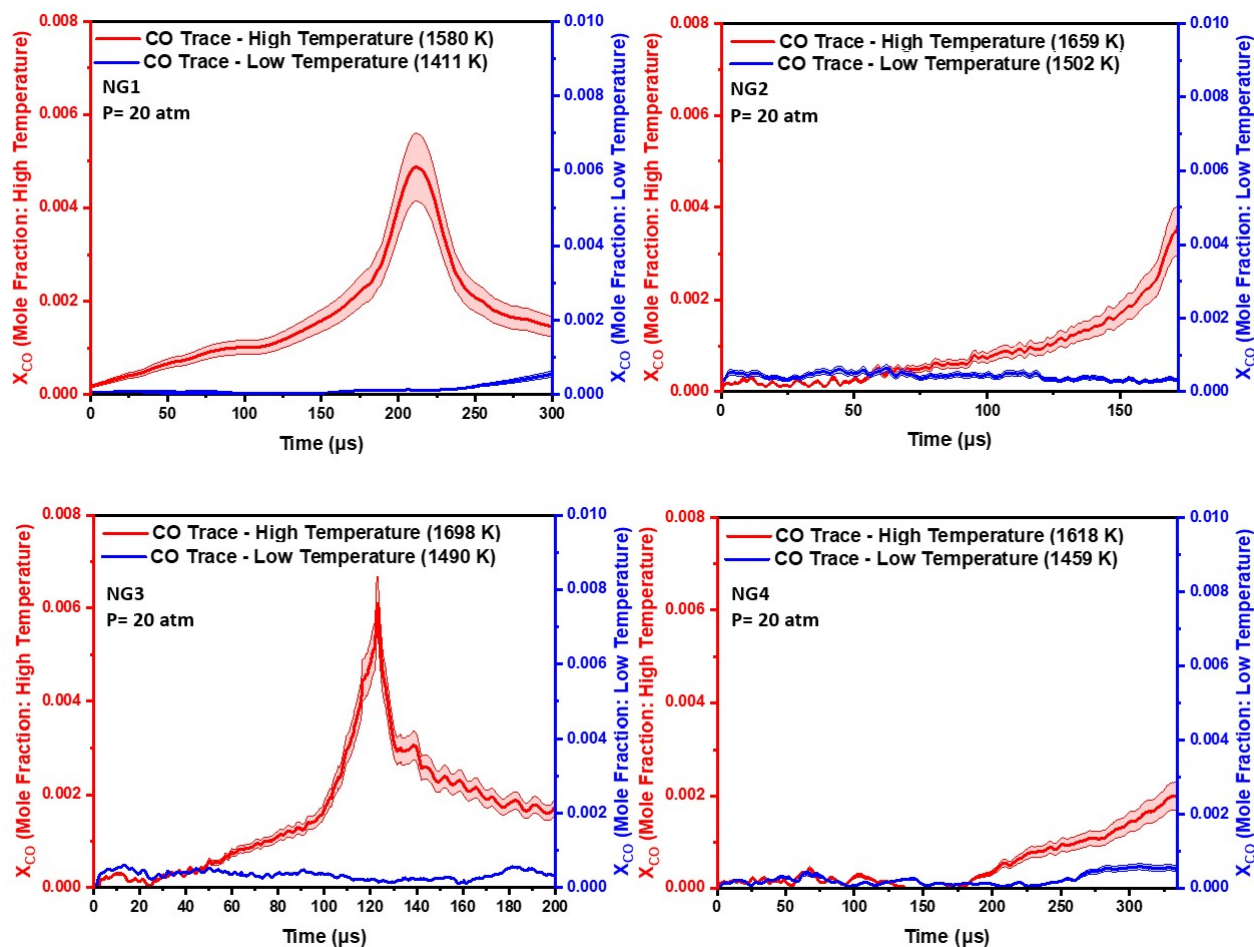 CO Trace - High Temperature (1580 K)
CO Trace - Low Temperature (1411 K)
NG1
P= 20 atm
X_CO (Mole Fraction: High Temperature)
0.008
0.006
0.004
0.002
0.000
X_CO (Mole Fraction: Low Temperature)
0.010
0.008
0.006
0.004
0.002
0.000
0 50 100 150 200 250 300
Time (µs)
CO Trace - High Temperature (1659 K)
CO Trace - Low Temperature (1502 K)
NG2
P= 20 atm
X_CO (Mole Fraction: High Temperature)
0.008
0.006
0.004
0.002
0.000
X_CO (Mole Fraction: Low Temperature)
0.010
0.008
0.006
0.004
0.002
0.000
0 50 100 150
Time (µs)
CO Trace - High Temperature (1698 K)
CO Trace - Low Temperature (1490 K)
NG3
P= 20 atm
X_CO (Mole Fraction: High Temperature)
0.008
0.006
0.004
0.002
0.000
X_CO (Mole Fraction: Low Temperature)
0.010
0.008
0.006
0.004
0.002
0.000
0 20 40 60 80 100 120 140 160 180 200
Time (µs)
CO Trace - High Temperature (1618 K)
CO Trace - Low Temperature (1459 K)
NG4
P= 20 atm
X_CO (Mole Fraction: High Temperature)
0.008
0.006
0.004
0.002
0.000
X_CO (Mole Fraction: Low Temperature)
0.010
0.008
0.006
0.004
0.002
0.000
0 50 100 150 200 250 300
Time (µs)